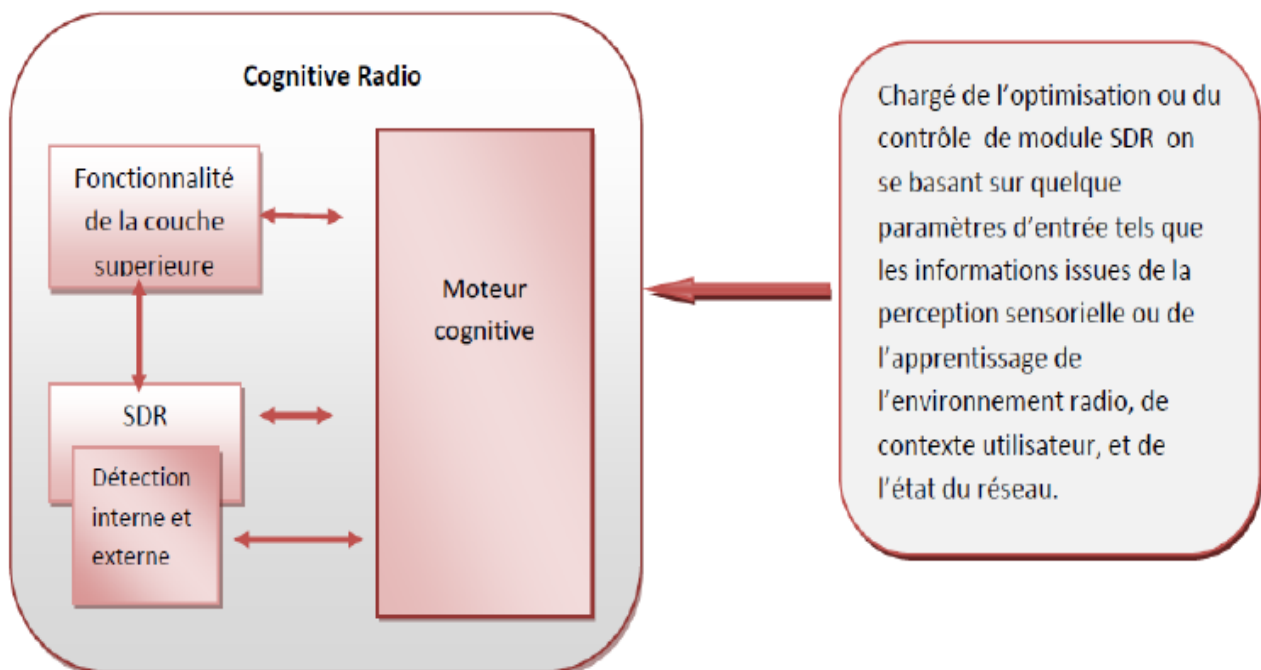 Cognitive Radio
Fonctionnalité
de la couche
superieure
SDR
Détection
interne et
externe
Moteur
cognitive
Chargé de l'optimisation ou du
contrôle de module SDR on
se basant sur quelque
paramètres d'entrée tels que
les informations issues de la
perception sensorielle ou de
l'apprentissage de
l'environnement radio, de
contexte utilisateur, et de
l'état du réseau.